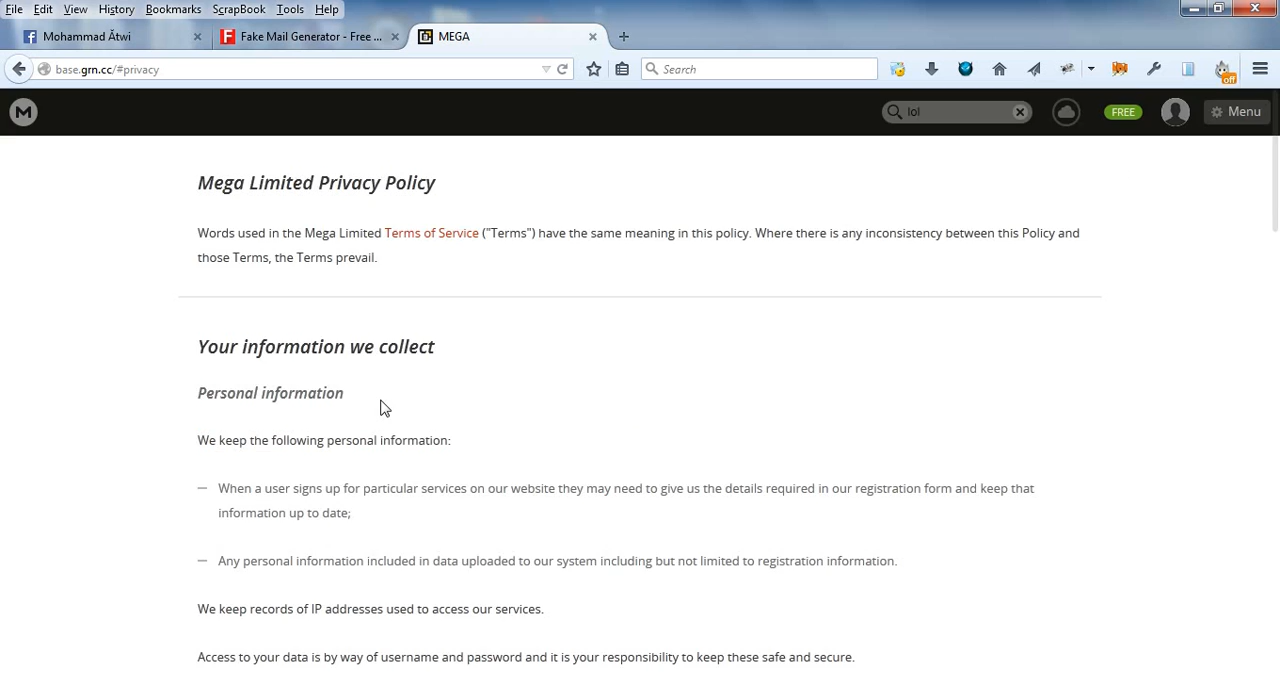 File Edit View History Bookmarks ScrapBook Tools Help
Mohammad Âtwi
Fake Mail Generator - Free ...
MEGA
base.grn.cc/#privacy
Search
off
M
lol
FREE
Menu
Mega Limited Privacy Policy
Words used in the Mega Limited Terms of Service ("Terms") have the same meaning in this policy. Where there is any inconsistency between this Policy and
those Terms, the Terms prevail.
Your information we collect
Personal information
We keep the following personal information:
— When a user signs up for particular services on our website they may need to give us the details required in our registration form and keep that
information up to date;
— Any personal information included in data uploaded to our system including but not limited to registration information.
We keep records of IP addresses used to access our services.
Access to your data is by way of username and password and it is your responsibility to keep these safe and secure.